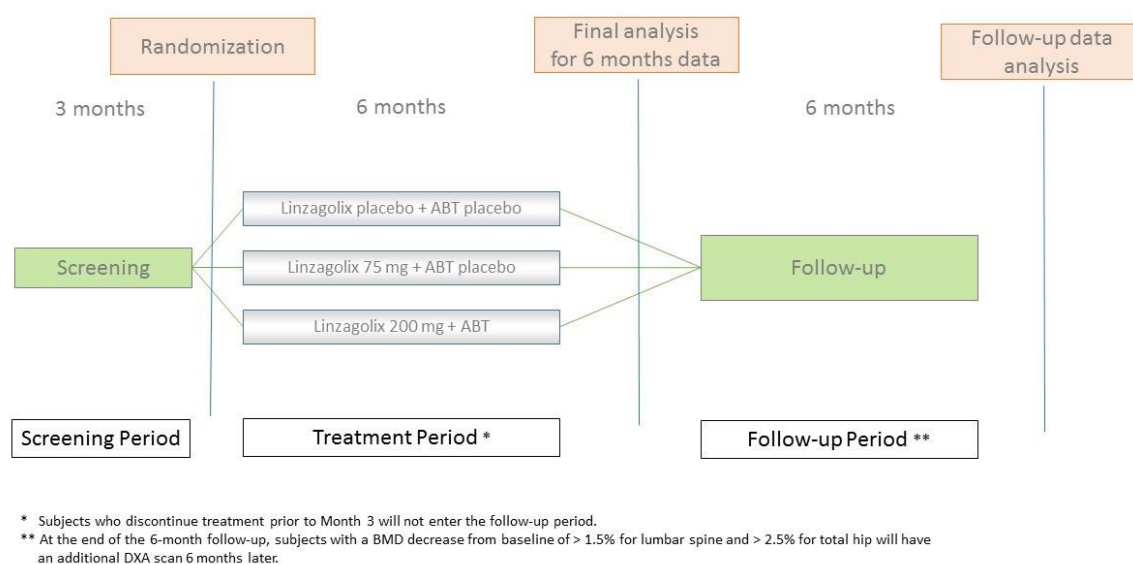 Randomization
Final analysis
for 6 months data
Follow-up data
analysis
3 months
6 months
6 months
Linzagolix placebo + ABT placebo
Screening
Linzagolix 75 mg + ABT placebo
Follow-up
Linzagolix 200 mg + ABT
Screening Period
Treatment Period *
Follow-up Period **
* Subjects who discontinue treatment prior to Month 3 will not enter the follow-up period.
** At the end of the 6-month follow-up, subjects with a BMD decrease from baseline of > 1.5% for lumbar spine and > 2.5% for total hip will have
an additional DXA scan 6 months later.